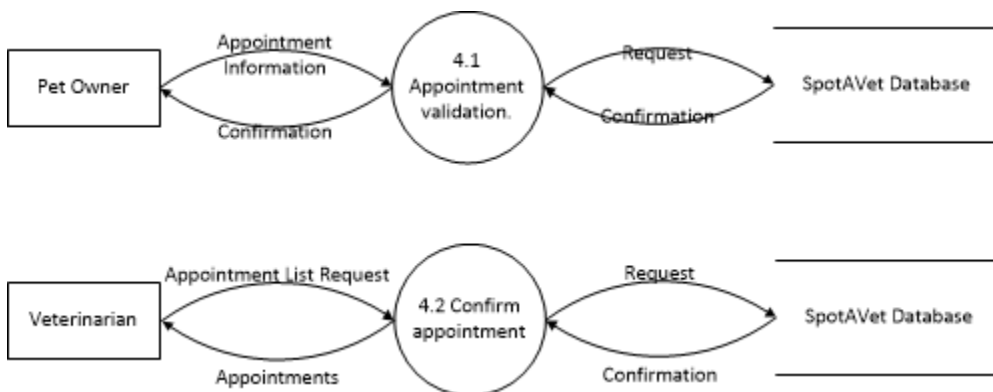 Appointment
Information
Pet Owner
Confirmation
4.1
Appointment
validation.
Request
Confirmation
SpotAVet Database
Appointment List Request
Veterinarian
Appointments
4.2 Confirm
appointment
Request
Confirmation
SpotAVet Database